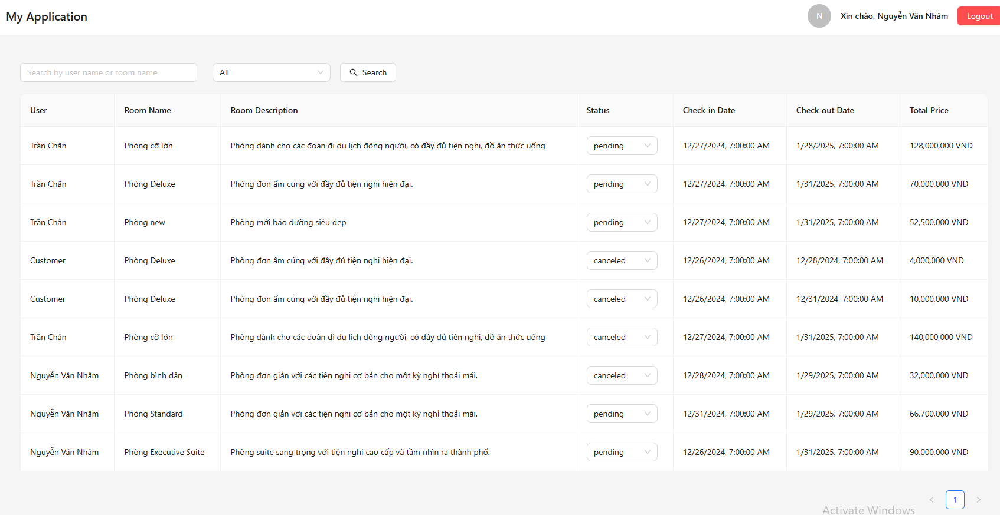 My Application
N
Xin chào, Nguyễn Văn Nhâm
Logout
Search by user name or room name
All
Search
User Room Name Room Description Status Check-in Date Check-out Date Total Price
Trần Chân Phòng cỡ lớn Phòng dành cho các đoàn đi du lịch đông người, có đầy đủ tiện nghi, đồ ăn thức uống pending 12/27/2024, 7:00:00 AM 1/28/2025, 7:00:00 AM 128,000,000 VND
Trần Chân Phòng Deluxe Phòng đơn ấm cúng với đầy đủ tiện nghi hiện đại. pending 12/27/2024, 7:00:00 AM 1/31/2025, 7:00:00 AM 70,000,000 VND
Trần Chân Phòng new Phòng mới bảo dưỡng siêu đẹp pending 12/27/2024, 7:00:00 AM 1/31/2025, 7:00:00 AM 52,500,000 VND
Customer Phòng Deluxe Phòng đơn ấm cúng với đầy đủ tiện nghi hiện đại. canceled 12/26/2024, 7:00:00 AM 12/28/2024, 7:00:00 AM 4,000,000 VND
Customer Phòng Deluxe Phòng đơn ấm cúng với đầy đủ tiện nghi hiện đại. canceled 12/26/2024, 7:00:00 AM 12/31/2024, 7:00:00 AM 10,000,000 VND
Trần Chân Phòng cỡ lớn Phòng dành cho các đoàn đi du lịch đông người, có đầy đủ tiện nghi, đồ ăn thức uống canceled 12/27/2024, 7:00:00 AM 1/31/2025, 7:00:00 AM 140,000,000 VND
Nguyễn Văn Nhâm Phòng bình dân Phòng đơn giản với các tiện nghi cơ bản cho một kỳ nghỉ thoải mái. canceled 12/28/2024, 7:00:00 AM 1/29/2025, 7:00:00 AM 32,000,000 VND
Nguyễn Văn Nhâm Phòng Standard Phòng đơn giản với các tiện nghi cơ bản cho một kỳ nghỉ thoải mái. pending 12/31/2024, 7:00:00 AM 1/29/2025, 7:00:00 AM 66,700,000 VND
Nguyễn Văn Nhâm Phòng Executive Suite Phòng suite sang trọng với tiện nghi cao cấp và tầm nhìn ra thành phố. pending 12/26/2024, 7:00:00 AM 1/31/2025, 7:00:00 AM 90,000,000 VND
< 1 >
Activate Windows